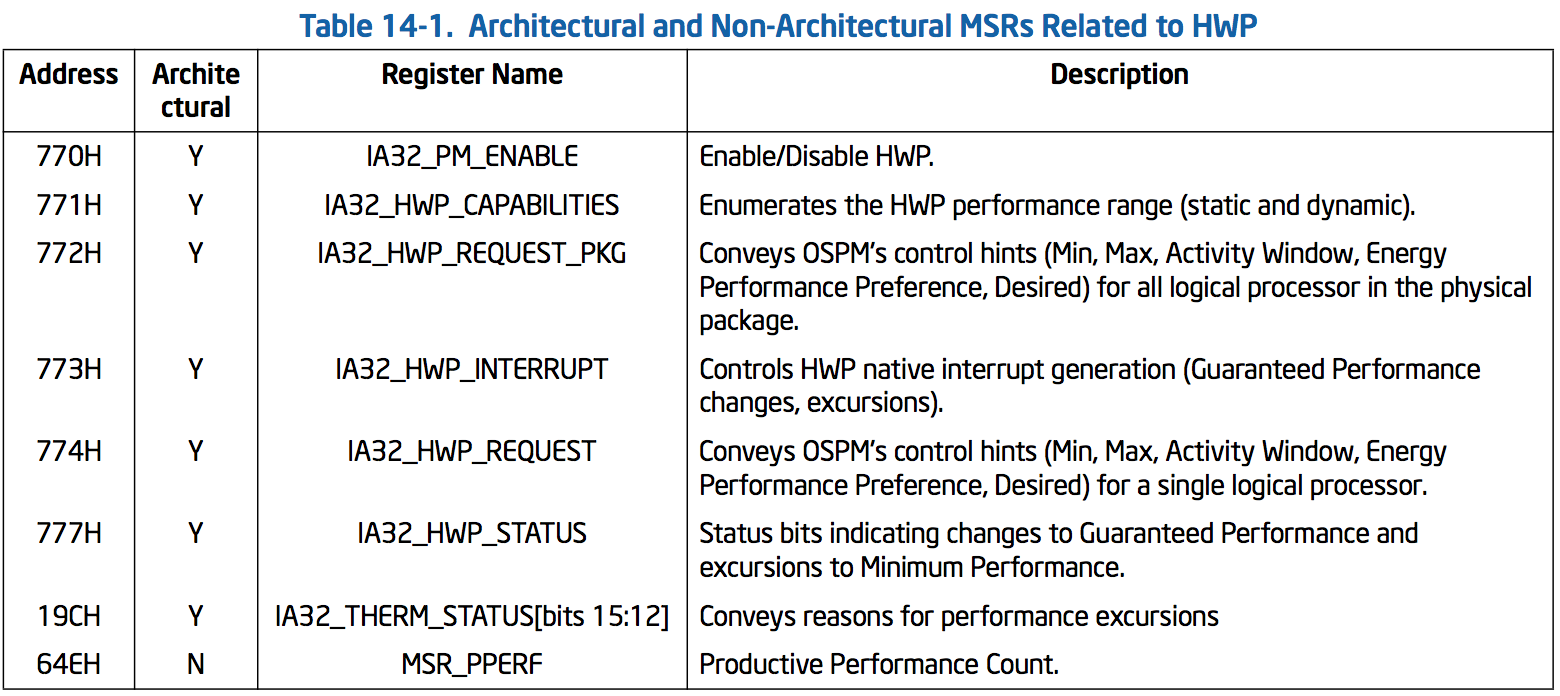 Table 14-1. Architectural and Non-Architectural MSRs Related to HWP
Address Archite Register Name Description
ctural
770H Y IA32_PM_ENABLE Enable/Disable HWP.
771H Y IA32_HWP_CAPABILITIES Enumerates the HWP performance range (static and dynamic).
772H Y IA32_HWP_REQUEST_PKG Conveys OSPM's control hints (Min, Max, Activity Window, Energy
Performance Preference, Desired) for all logical processor in the physical
package.
773H Y IA32_HWP_INTERRUPT Controls HWP native interrupt generation (Guaranteed Performance
changes, excursions).
774H Y IA32_HWP_REQUEST Conveys OSPM's control hints (Min, Max, Activity Window, Energy
Performance Preference, Desired) for a single logical processor.
777H Y IA32_HWP_STATUS Status bits indicating changes to Guaranteed Performance and
excursions to Minimum Performance.
19CH Y IA32_THERM_STATUS[bits 15:12] Conveys reasons for performance excursions
64EH N MSR_PPERF Productive Performance Count.